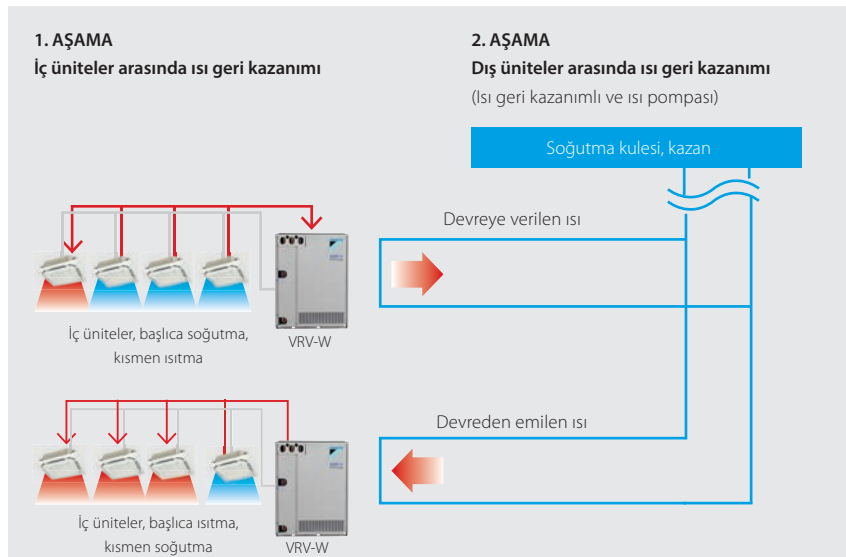 1. AŞAMA
İç üniteler arasında ısı geri kazanımı
2. AŞAMA
Dış üniteler arasında ısı geri kazanımı
(Isı geri kazanımlı ve ısı pompası)
Soğutma kulesi, kazan
Devreye verilen ısı
İç üniteler, başlıca soğutma,
kısmen ısıtma
VRV-W
Devreden emilen ısı
İç üniteler, başlıca ısıtma,
kısmen soğutma
VRV-W